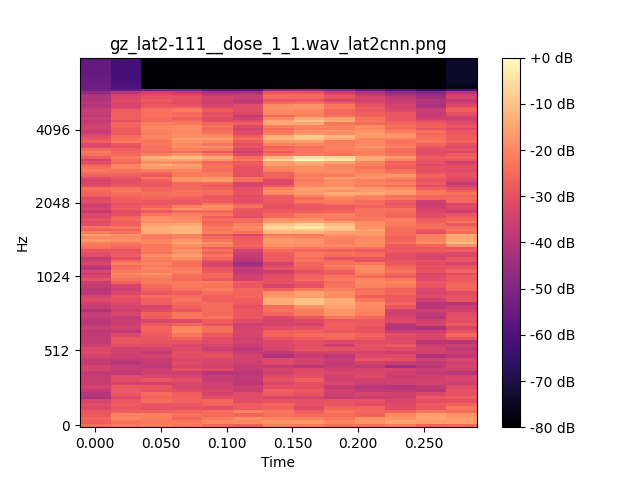 gz_lat2-111__dose_1_1.wav_lat2cnn.png
Hz
4096
2048
1024
512
0
0.000 0.050 0.100 0.150 0.200 0.250
Time
+0 dB
-10 dB
-20 dB
-30 dB
-40 dB
-50 dB
-60 dB
-70 dB
-80 dB